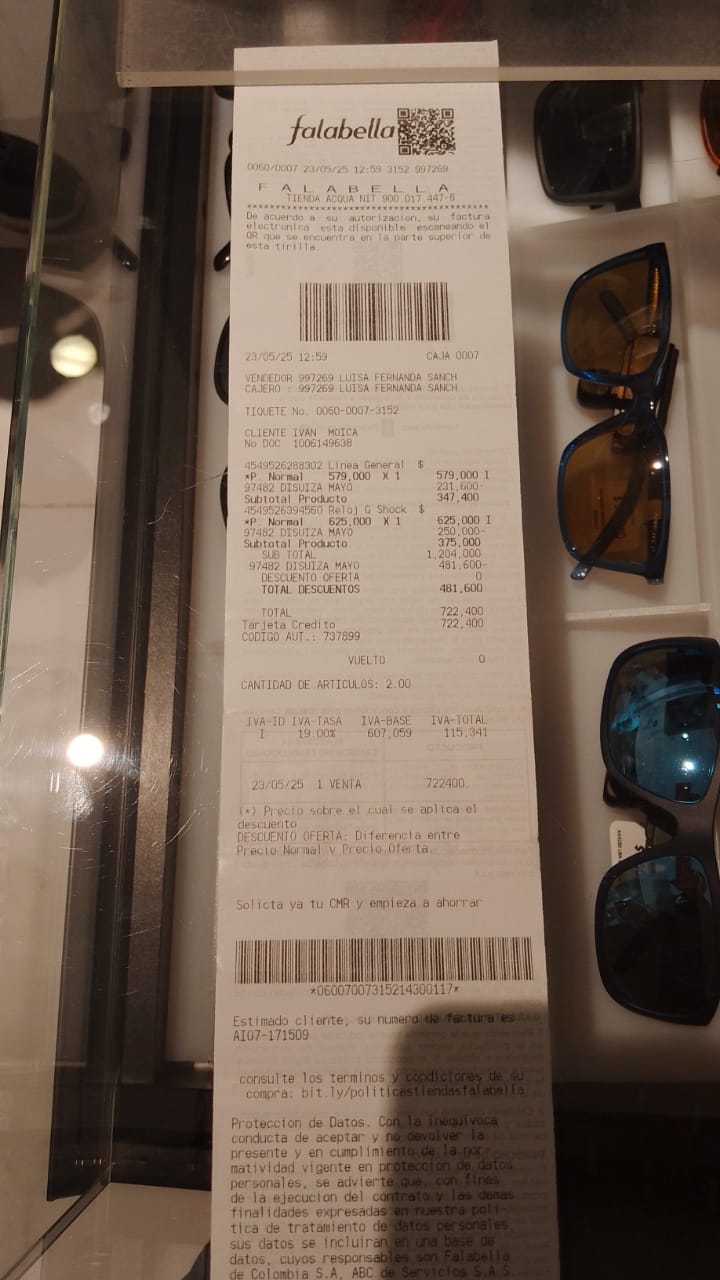 falabella
0060/0007 23/05/25 12:59 3152 997269
F A L A B E L L A
TIENDA ACQUA NIT 900.017.447-8
****************************************
De acuerdo a su autorizacion, su factura
electronica esta disponible escaneando el
QR que se encuentra en la parte superior de
esta tirilla.
23/05/25 12:59 CAJA 0007
VENDEDOR 997269 LUISA FERNANDA SANCH
CAJERO : 997269 LUISA FERNANDA SANCH
TIQUETE No. 0060-0007-3152
CLIENTE IVAN MOICA
No DOC 1006149638
4549526288302 Linea General $
*P. Normal 579,000 X 1 579,000 I
97482 DISUIZA MAYO 231,600-
Subtotal Producto 347,400
4549526394560 Reloj G Shock $
*P. Normal 625,000 X 1 625,000 I
97482 DISUIZA MAYO 250,000-
Subtotal Producto 375,000
SUB TOTAL 1,204,000
97482 DISUIZA MAYO 481,600-
DESCUENTO OFERTA 0
TOTAL DESCUENTOS 481,600
TOTAL 722,400
Tarjeta Credito 722,400
CODIGO AUT.: 737899
VUELTO 0
CANTIDAD DE ARTICULOS: 2.00
IVA-ID IVA-TASA IVA-BASE IVA-TOTAL
I 19.00% 607,059 115,341
23/05/25 1 VENTA 722400
(*) Precio sobre el cual se aplica el
descuento
DESCUENTO OFERTA: Diferencia entre
Precio Normal y Precio Oferta.
Solicta ya tu CMR y empieza a ahorrar
*06007007315214300117*
Estimado cliente, su numero de factura es
AI07-171509
consulte los terminos y condiciones de su
compra: bit.ly/politicastiendasfalabella
Proteccion de Datos. Con la inequivoca
conducta de aceptar y no devolver la
presente y en cumplimiento de la nor-
matividad vigente en proteccion de datos
personales, se advierte que, con fines
de la ejecucion del contrato y las demas
finalidades expresadas en nuestra poli-
tica de tratamiento de datos personales,
sus datos se incluiran en una base de
datos, cuyos responsables son Falabella
de Colombia S.A, ABC de Servicios S.A.S